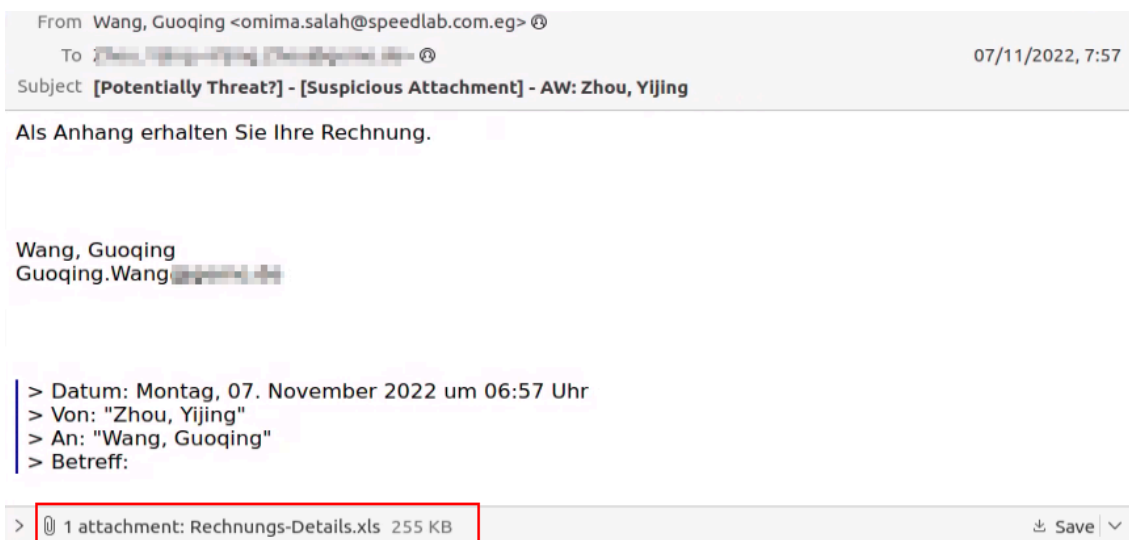 From Wang, Guoqing <omima.salah@speedlab.com.eg>
To
07/11/2022, 7:57
Subject [Potentially Threat?] - [Suspicious Attachment] - AW: Zhou, Yijing
Als Anhang erhalten Sie Ihre Rechnung.
Wang, Guoqing
Guoqing.Wang
> Datum: Montag, 07. November 2022 um 06:57 Uhr
> Von: "Zhou, Yijing"
> An: "Wang, Guoqing"
> Betreff:
> 1 attachment: Rechnungs-Details.xls 255 KB
Save